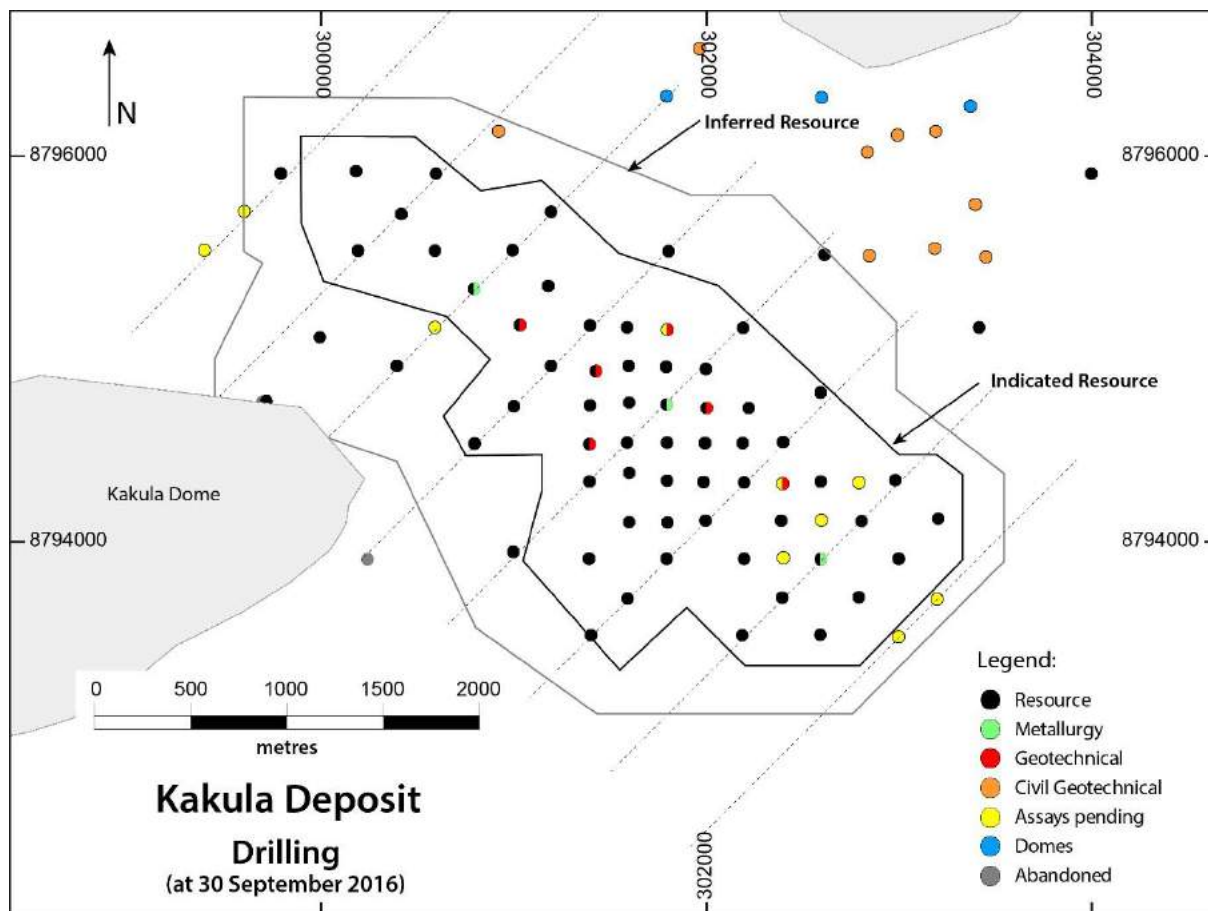 300000
302000
304000
N
Inferred Resource
8796000
8796000
Indicated Resource
Kakula Dome
8794000
8794000
0 500 1000 1500 2000
metres
Kakula Deposit
Drilling
(at 30 September 2016)
302000
Legend:
Resource
Metallurgy
Geotechnical
Civil Geotechnical
Assays pending
Domes
Abandoned